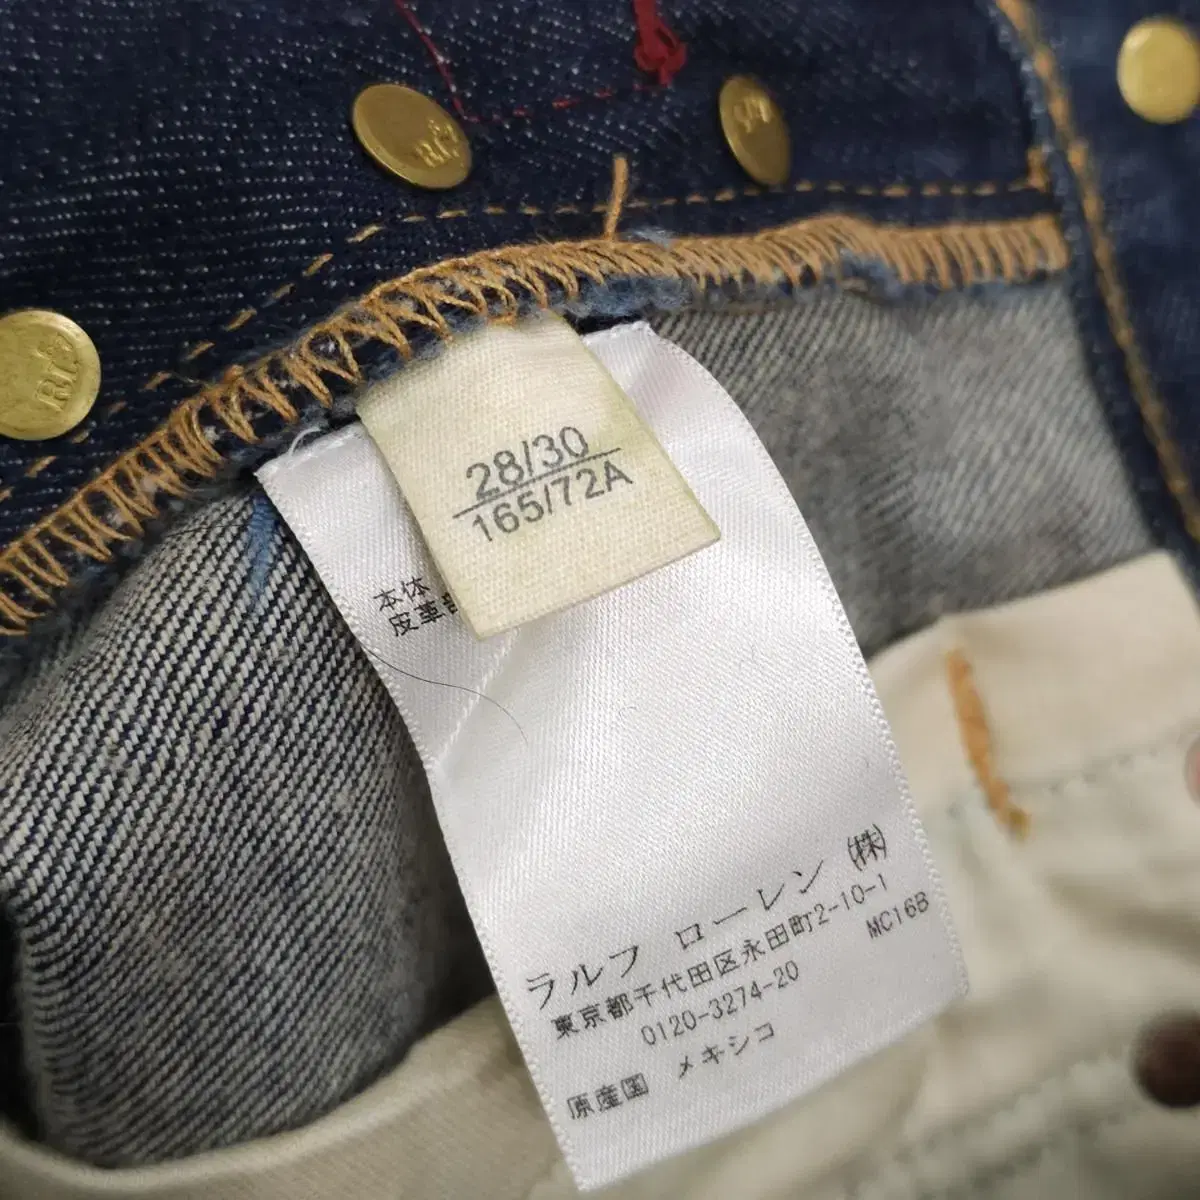 RL
RL
RL
28/30
165/72A
本体
皮革
ラルフ ローレン (株)
東京都千代田区永田町2-10-1
MC16B
0120-3274-20
原産国 メキシコ